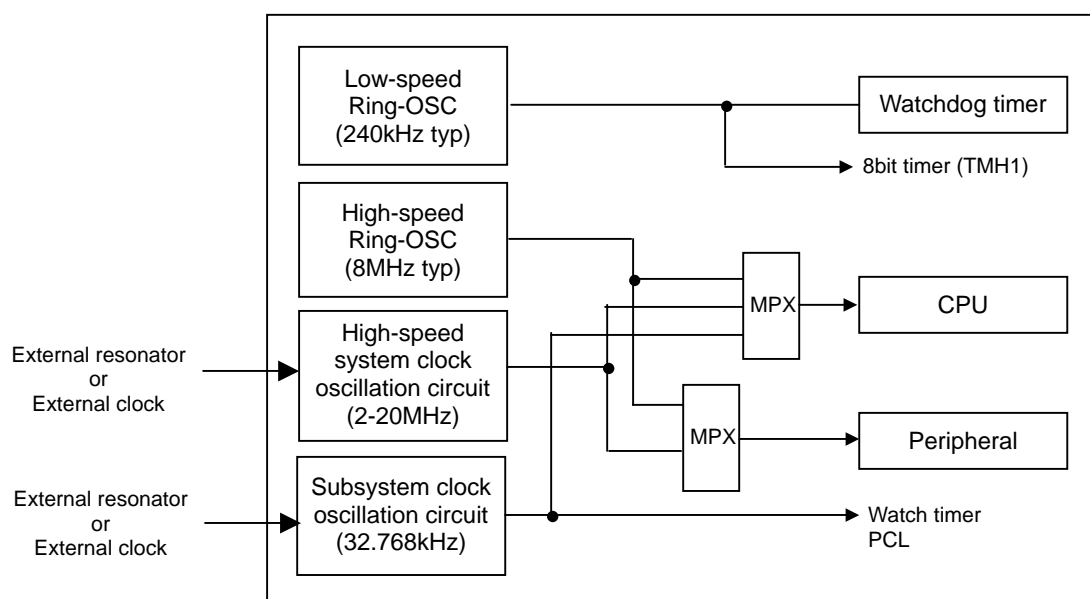 Low-speed
Ring-OSC
(240kHz typ)
Watchdog timer
8bit timer (TMH1)
High-speed
Ring-OSC
(8MHz typ)
MPX
CPU
External resonator
or
External clock
High-speed
system clock
oscillation circuit
(2-20MHz)
MPX
Peripheral
External resonator
or
External clock
Subsystem clock
oscillation circuit
(32.768kHz)
Watch timer
PCL